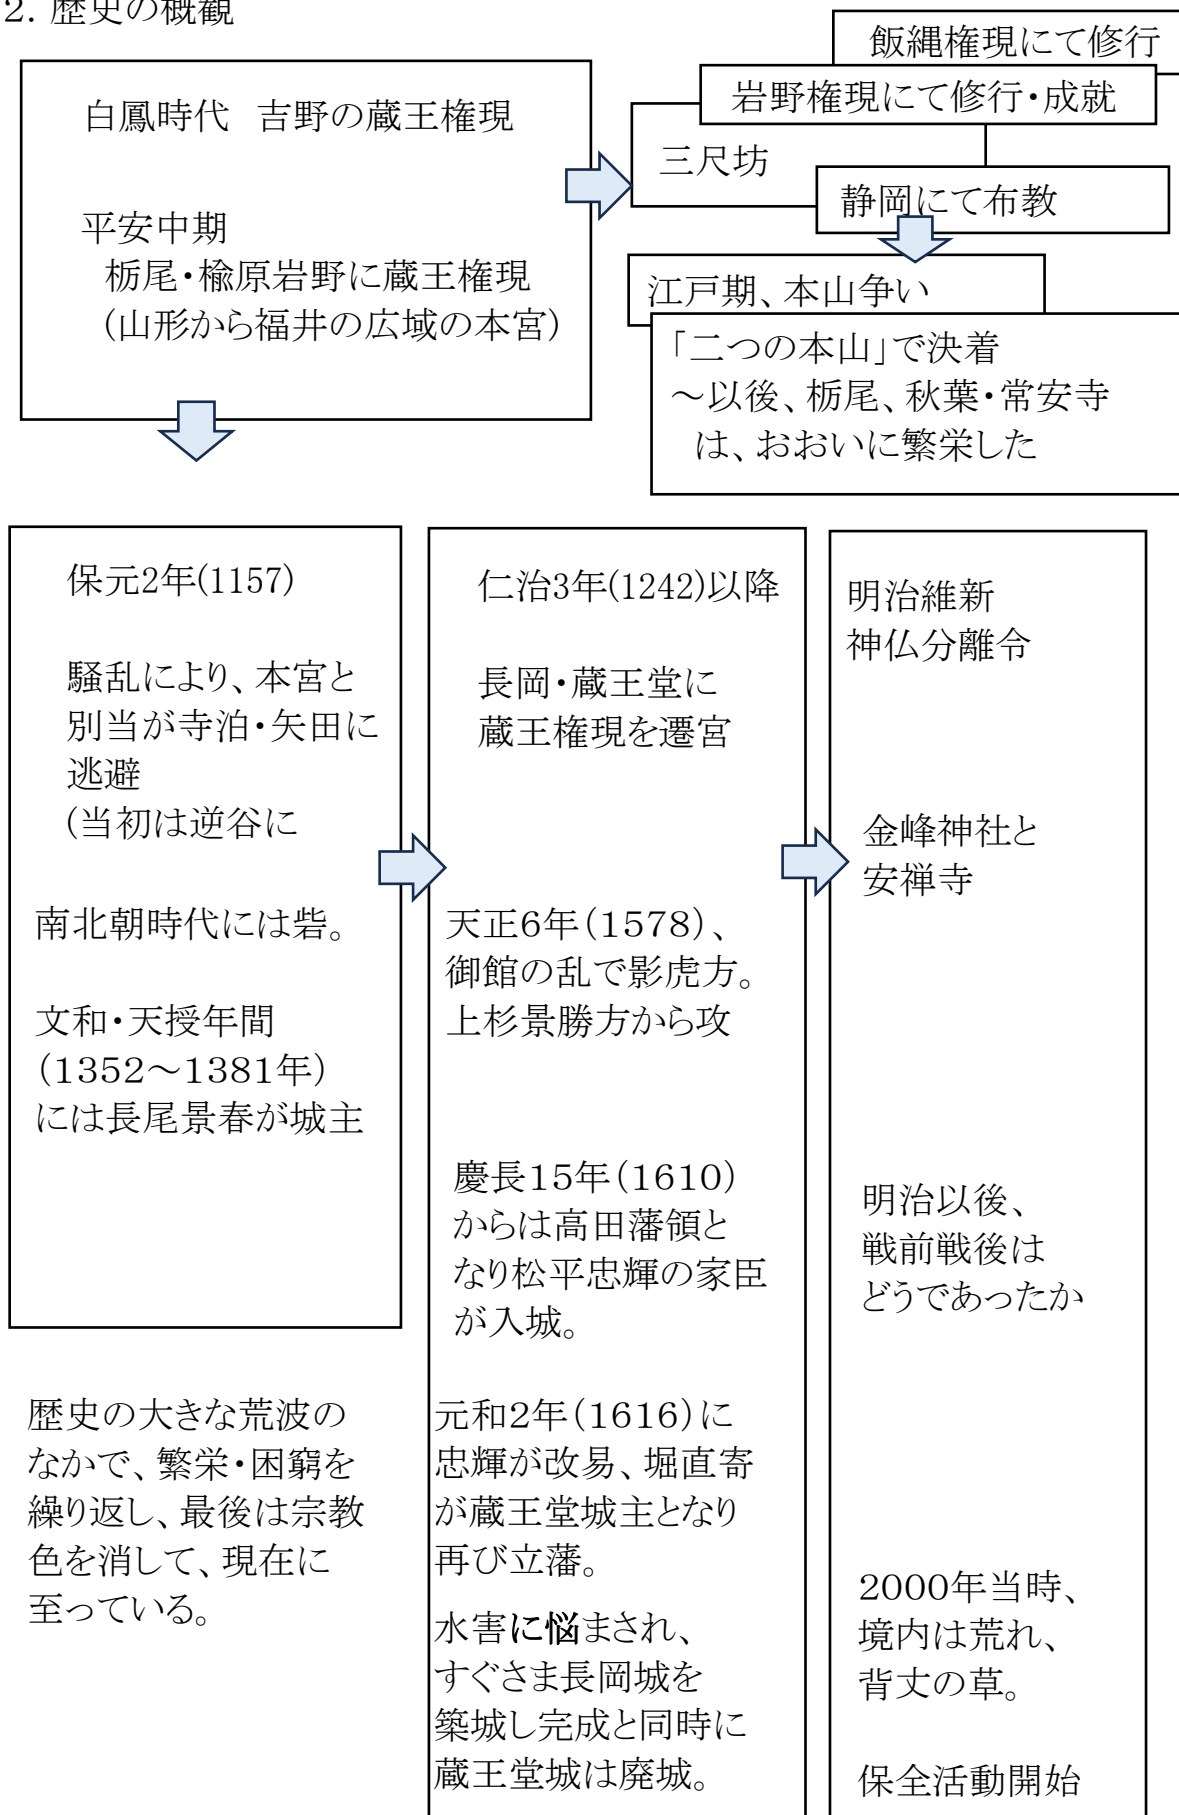 2．歴史の概観
白鳳時代　吉野の蔵王権現
平安中期
栃尾・楡原岩野に蔵王権現
（山形から福井の広域の本宮）
飯縄権現にて修行
岩野権現にて修行・成就
三尺坊
静岡にて布教
江戸期、本山争い
「二つの本山」で決着
～以後、栃尾、秋葉・常安寺
は、おおいに繁栄した
保元2年(1157)
騒乱により、本宮と
別当が寺泊・矢田に
逃避
(当初は逆谷に
南北朝時代には砦。
文和・天授年間
（1352～1381年）
には長尾景春が城主
歴史の大きな荒波の
なかで、繁栄・困窮を
繰り返し、最後は宗教
色を消して、現在に
至っている。
仁治3年(1242)以降
長岡・蔵王堂に
蔵王権現を遷宮
天正6年（1578）、
御館の乱で影虎方。
上杉景勝方から攻
慶長15年（1610）
からは高田藩領と
なり松平忠輝の家臣
が入城。
元和2年（1616）に
忠輝が改易、堀直寄
が蔵王堂城主となり
再び立藩。
水害に悩まされ、
すぐさま長岡城を
築城し完成と同時に
蔵王堂城は廃城。
明治維新
神仏分離令
金峰神社と
安禅寺
明治以後、
戦前戦後は
どうであったか
2000年当時、
境内は荒れ、
背丈の草。
保全活動開始